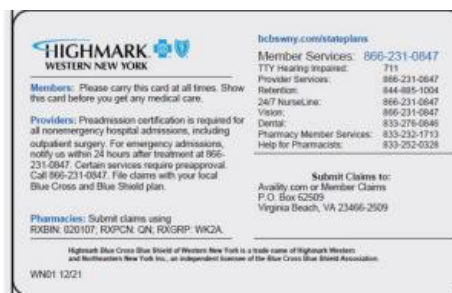 HIGHMARK
WESTERN NEW YORK
Members: Please carry this card at all times. Show
this card before you get any medical care.
Providers: Preadmission certification is required for
all nonemergency hospital admissions, including
outpatient surgery. For emergency admissions,
notify us within 24 hours after treatment at 866-
231-0847. Certain services require preapproval.
Call 866-231-0847. File claims with your local
Blue Cross and Blue Shield plan.
Pharmacies: Submit claims using
RXBIN: 020107; RXPCN: QN; RXGRP: WK2A.
bcbswny.com/stateplans
Member Services: 866-231-0847
TTY Hearing Impaired: 711
Provider Services: 866-231-0847
Retention: 844-885-1004
24/7 NurseLine: 866-231-0847
Vision: 866-231-0847
Dental: 833-276-0846
Pharmacy Member Services: 833-232-1713
Help for Pharmacists: 833-252-0328
Submit Claims to:
Availity.com or Member Claims
P.O. Box 62509
Virginia Beach, VA 23466-2509
Highmark Blue Cross Blue Shield of Western New York is a trade name of Highmark Western
and Northeastern New York Inc., an independent licensee of the Blue Cross Blue Shield Association.
WN01 12/21